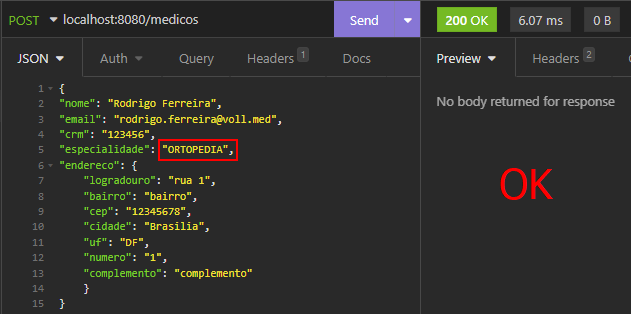 POST localhost:8080/medicos Send 200 OK 6.07 ms 0 B
JSON Auth Query Headers 1 Docs Preview Headers 2
1 {
2 "nome": "Rodrigo Ferreira",
3 "email": "rodrigo.ferreira@voll.med",
4 "crm": "123456",
5 "especialidade": "ORTOPEDIA",
6 "endereco": {
7 "logradouro": "rua 1",
8 "bairro": "bairro",
9 "cep": "12345678",
10 "cidade": "Brasilia",
11 "uf": "DF",
12 "numero": "1",
13 "complemento": "complemento"
14 }
15 }
No body returned for response
OK